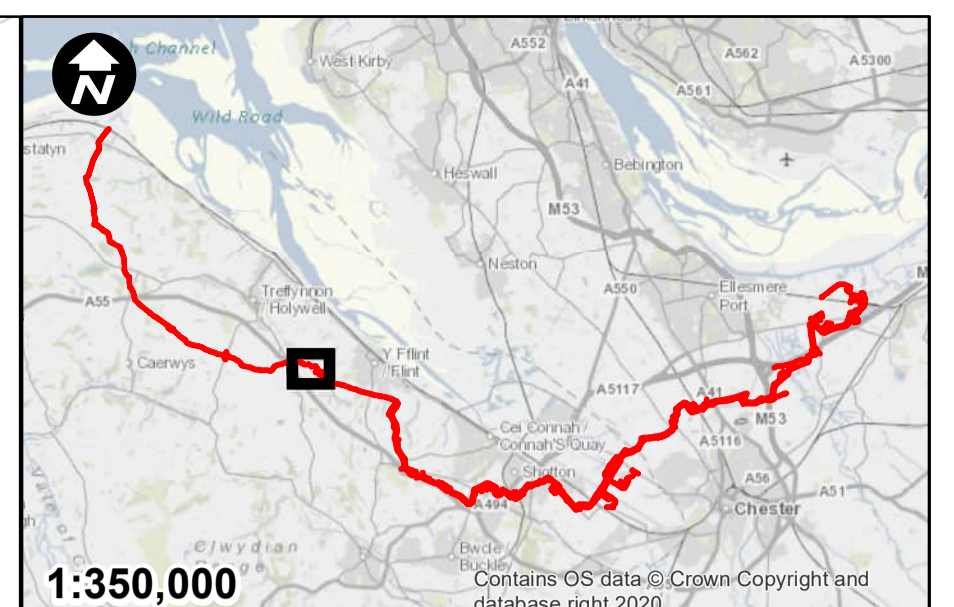 N
h Channel
A552
A562
A5300
West Kirby
A41
A561
Wild Road
statyn
Heswall
Bebington
M53
Neston
A550
Ellesmere
Port
M
Treffynnon
/ Holywell
A55
Caerwys
Y Fflint
/ Flint
A5117
A41
M53
Cei Connah /
Connah'S Quay
A5116
Shotton
A56
A51
A494
Chester
gh
Clwydian
Bwcle
Buckley
1:350,000
Contains OS data © Crown Copyright and
database right 2020